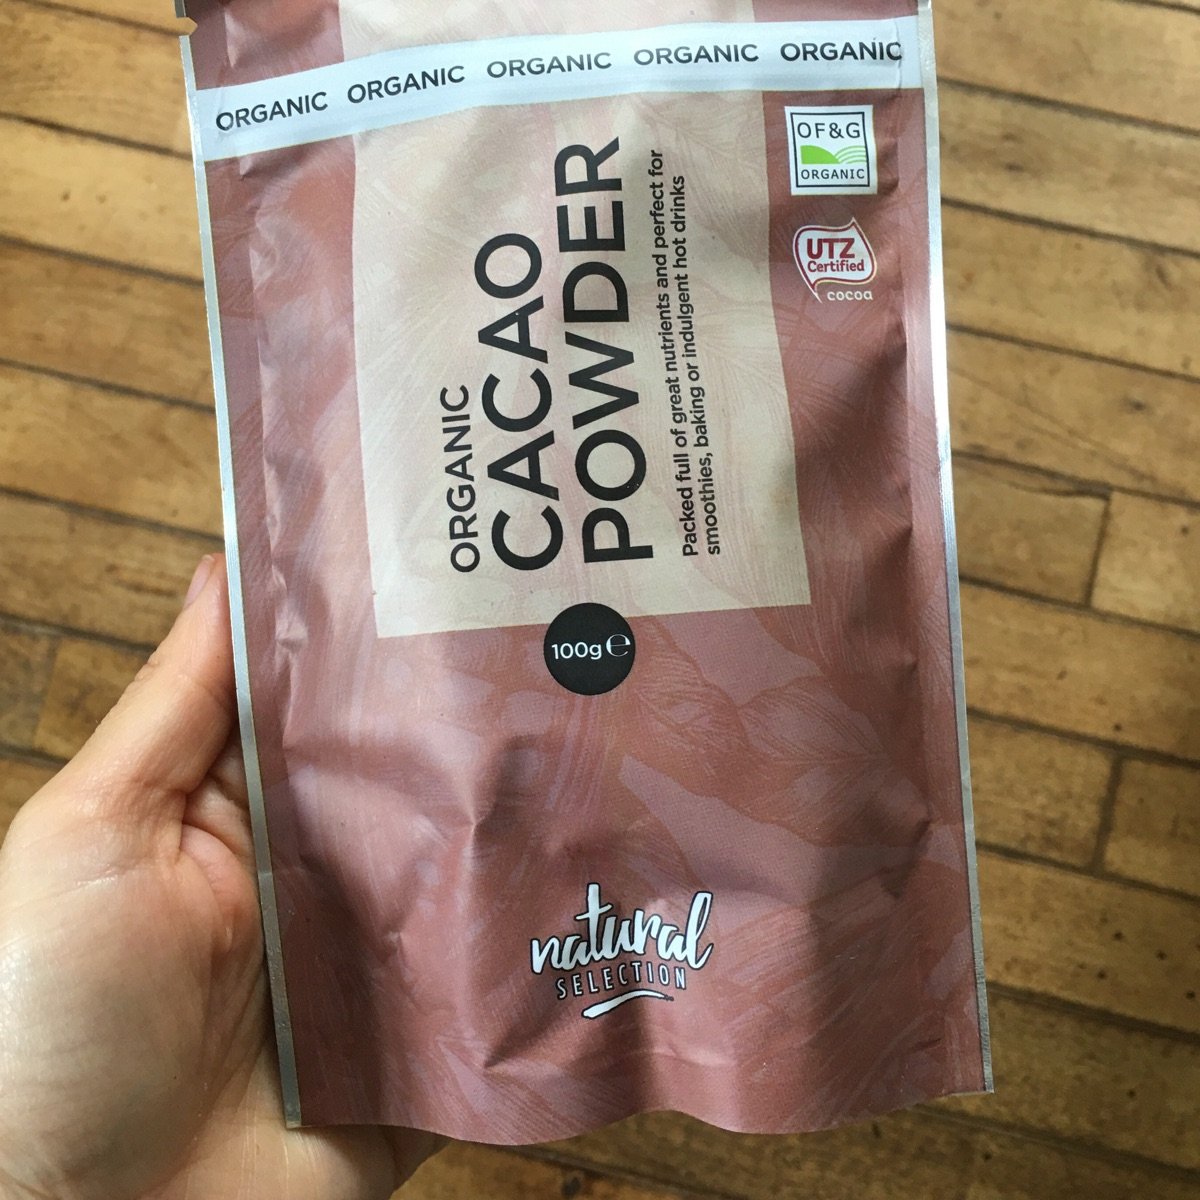 ORGANIC ORGANIC ORGANIC ORGANIC ORGANIC
OF&G
ORGANIC
UTZ
Certified
cocoa
ORGANIC
CACAO
POWDER
Packed full of great nutrients and perfect for
smoothies, baking or indulgent hot drinks
100g ℮
natural
SELECTION